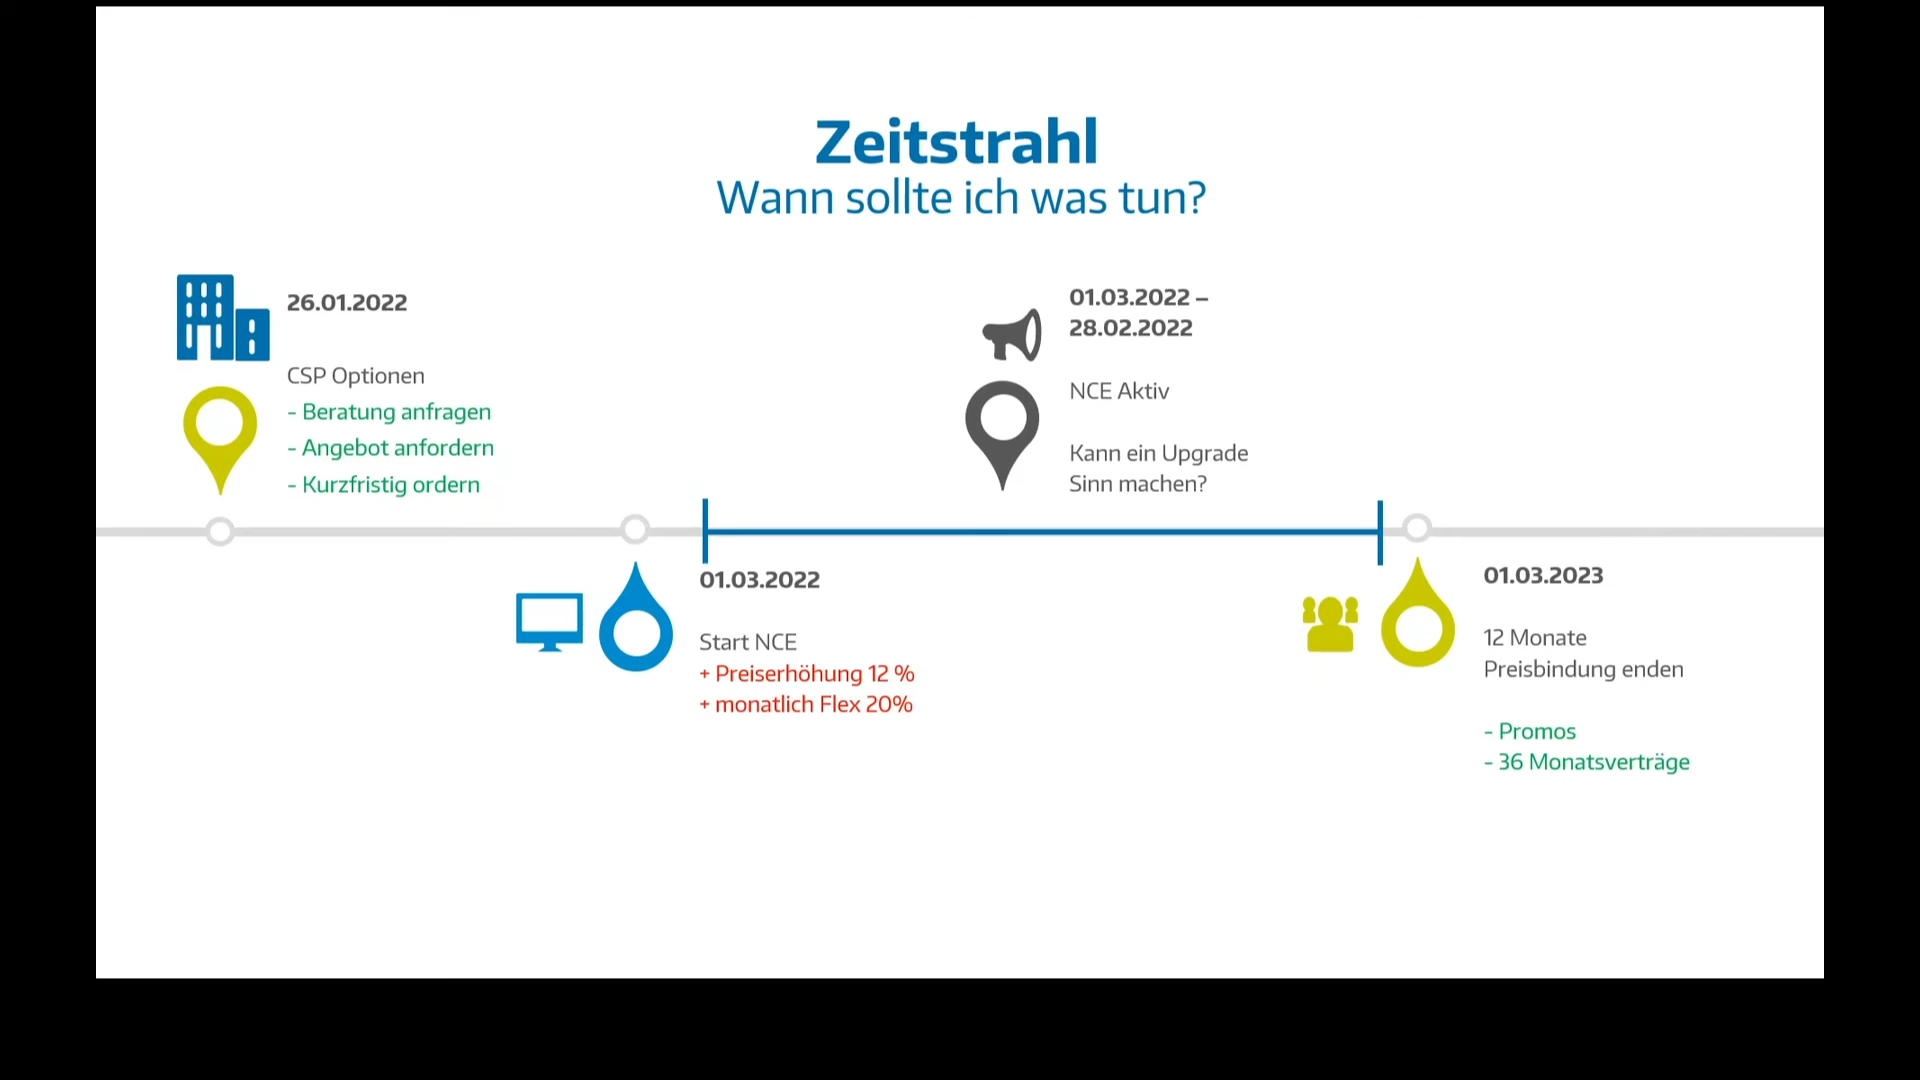 Zeitstrahl
Wann sollte ich was tun?
26.01.2022
CSP Optionen
- Beratung anfragen
- Angebot anfordern
- Kurzfristig ordern
01.03.2022
Start NCE
+ Preiserhöhung 12 %
+ monatlich Flex 20%
01.03.2022 –
28.02.2022
NCE Aktiv
Kann ein Upgrade
Sinn machen?
01.03.2023
12 Monate
Preisbindung enden
- Promos
- 36 Monatsverträge